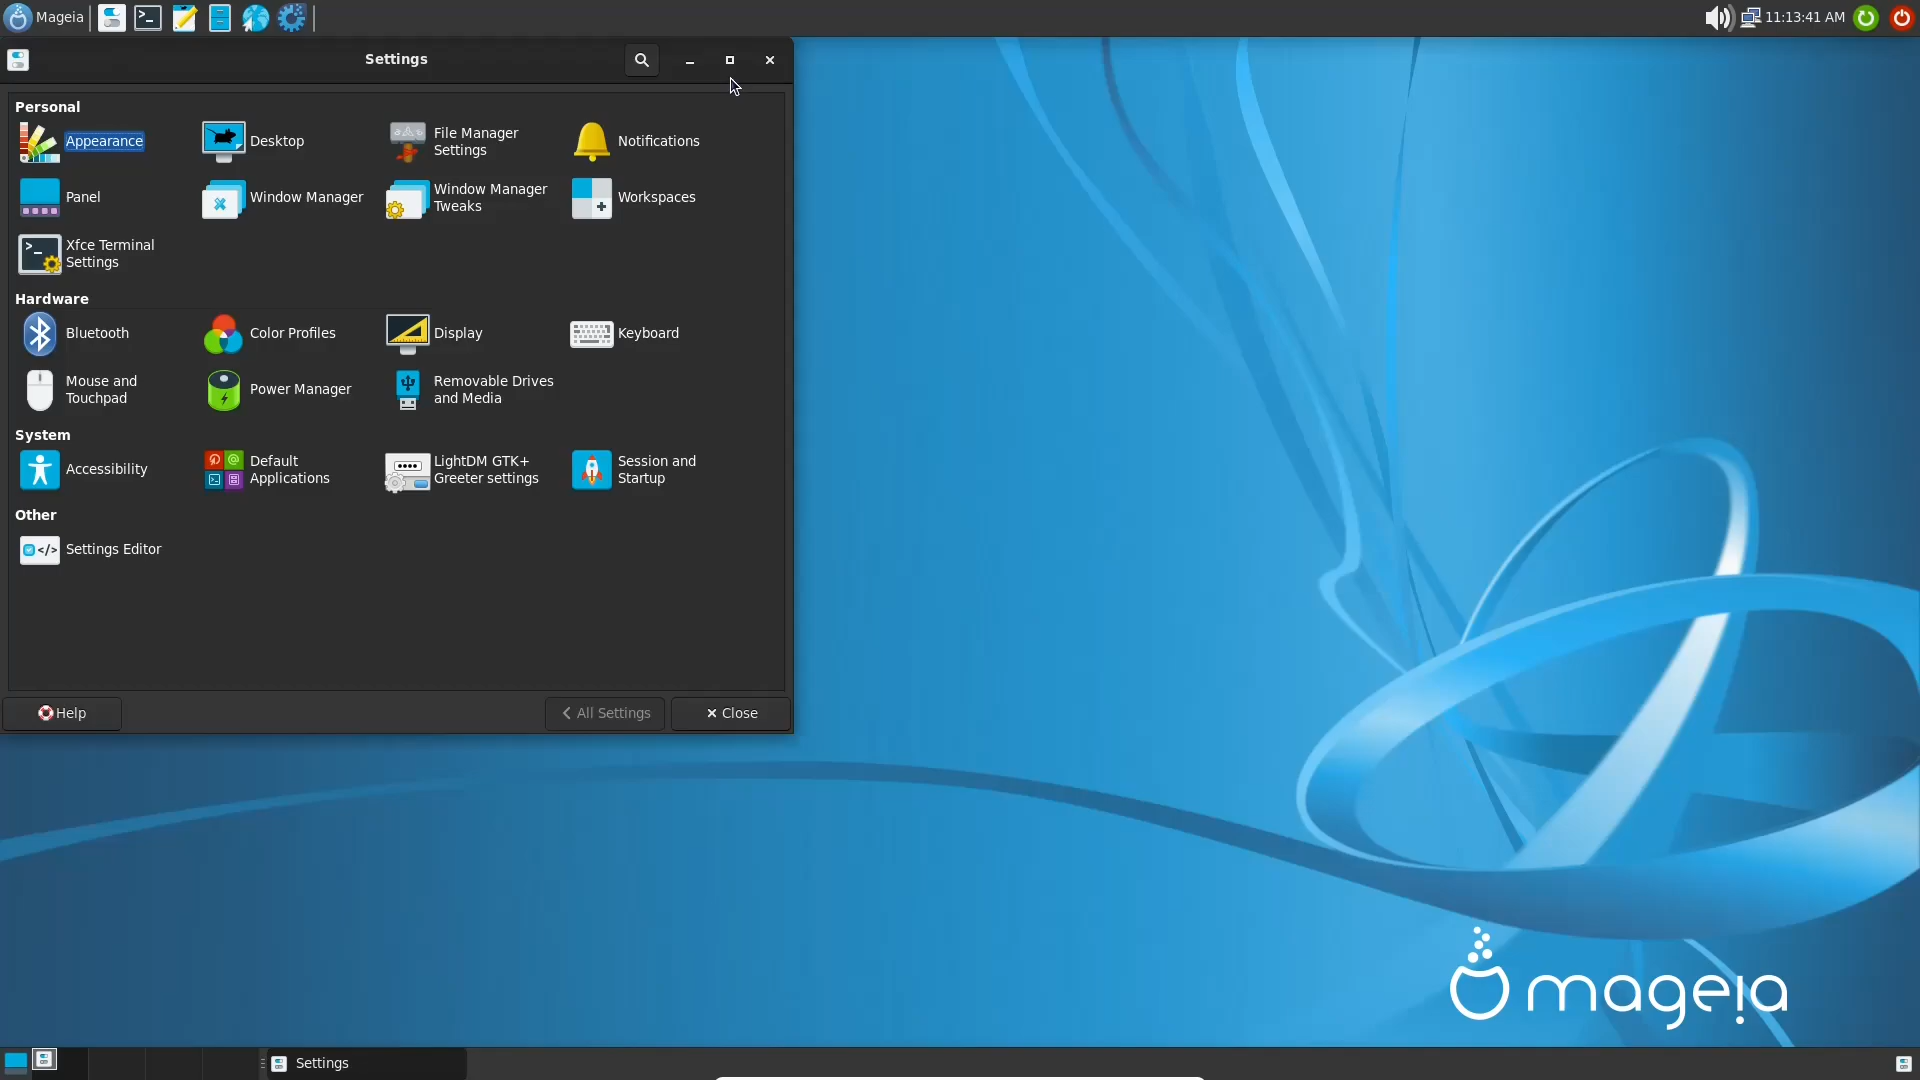 Mageia
11:13:41 AM
Settings
Personal
Appearance
Desktop
File Manager
Settings
Notifications
Panel
Window Manager
Window Manager
Tweaks
Workspaces
Xfce Terminal
Settings
Hardware
Bluetooth
Color Profiles
Display
Keyboard
Mouse and
Touchpad
Power Manager
Removable Drives
and Media
System
Accessibility
Default
Applications
LightDM GTK+
Greeter settings
Session and
Startup
Other
Settings Editor
Help
All Settings
Close
mageia
Settings